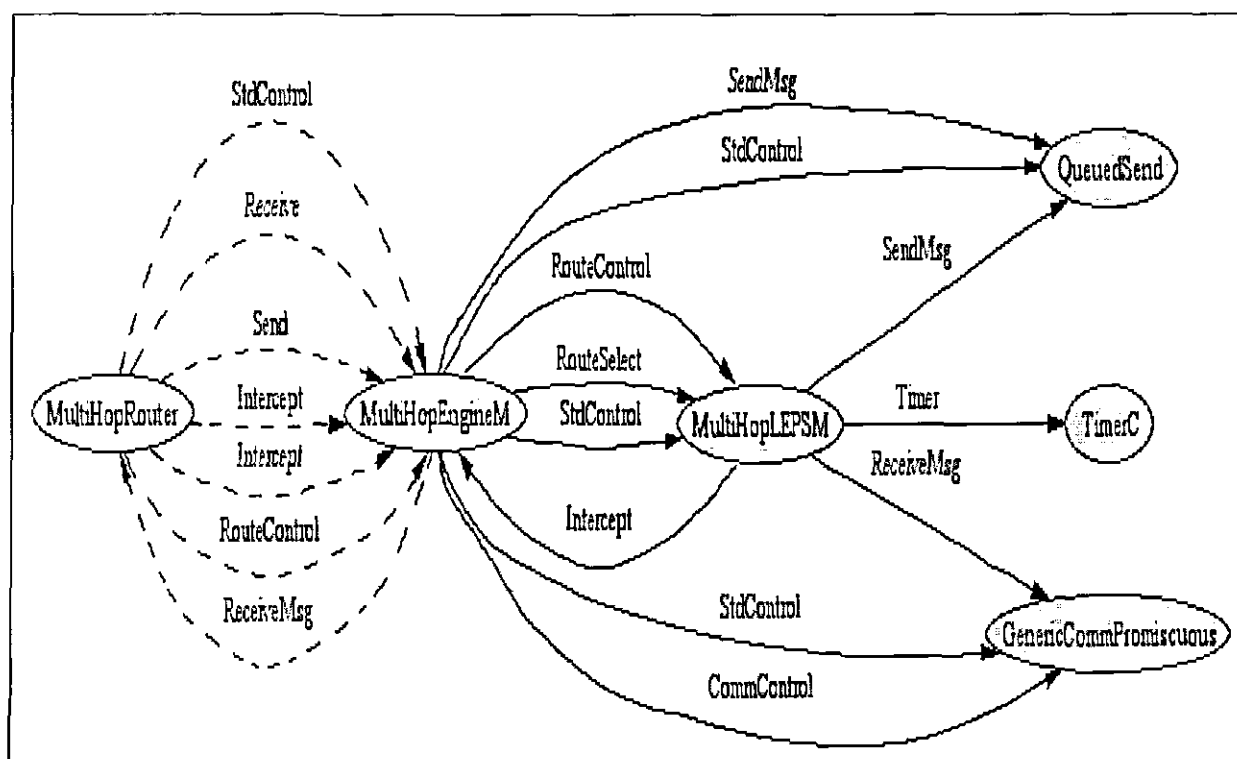 StdControl
SendMsg
StdControl
QueuedSend
Receive
SendMsg
RouteControl
Send
RouteSelect
Intercept
StdControl
Timer
MultiHopRouter
MultiHopEngineM
MultiHopLEPSM
TimerC
Intercept
ReceiveMsg
RouteControl
Intercept
ReceiveMsg
StdControl
GenericCommPromiscuous
CommControl